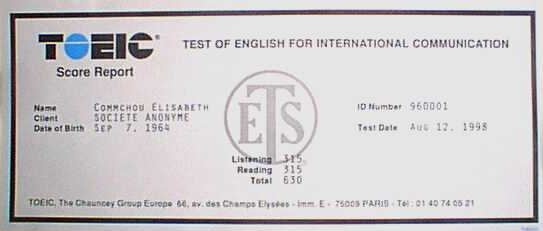 TOEIC®
TEST OF ENGLISH FOR INTERNATIONAL COMMUNICATION
Score Report
Name COMMCHOU ELISABETH
ID Number 960001
Client SOCIETE ANONYME
Date of Birth SEP 7, 1964
Test Date AUG 12, 1998
ETS
Listening 315
Reading 315
Total 630
TOEIC, The Chauncey Group Europe 66, av. des Champs Elysées - Imm. E - 75009 PARIS - Tél : 01 40 74 05 21